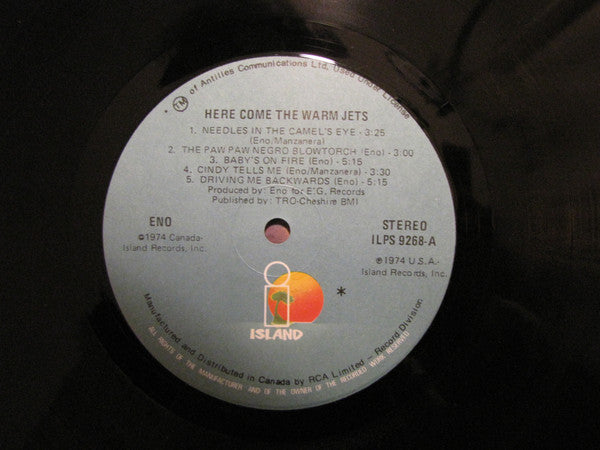 TM of Antilles Communications Ltd. Used Under License
HERE COME THE WARM JETS
1. NEEDLES IN THE CAMEL'S EYE - 3:25
(Eno/Manzanera)
2. THE PAW PAW NEGRO BLOWTORCH (Eno) - 3:00
3. BABY'S ON FIRE (Eno) - 5:15
4. CINDY TELLS ME (Eno/Manzanera) - 3:30
5. DRIVING ME BACKWARDS (Eno) - 5:15
Produced by: Eno for E.G. Records
Published by: TRO-Cheshire BMI
ENO
©1974 Canada-
Island Records, Inc.
STEREO
ILPS 9268-A
℗1974 U.S.A.-
Island Records, Inc.
i
*
ISLAND
Manufactured and Distributed in Canada by RCA Limited – Record Division
ALL RIGHTS OF THE MANUFACTURER AND OF THE OWNER OF THE RECORDED WORK RESERVED